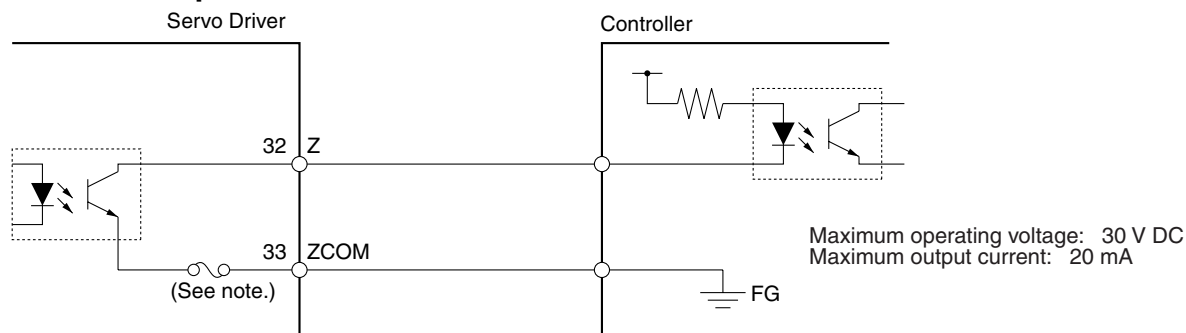 Servo Driver
Controller
32 Z
33 ZCOM
(See note.)
FG
Maximum operating voltage: 30 V DC
Maximum output current: 20 mA